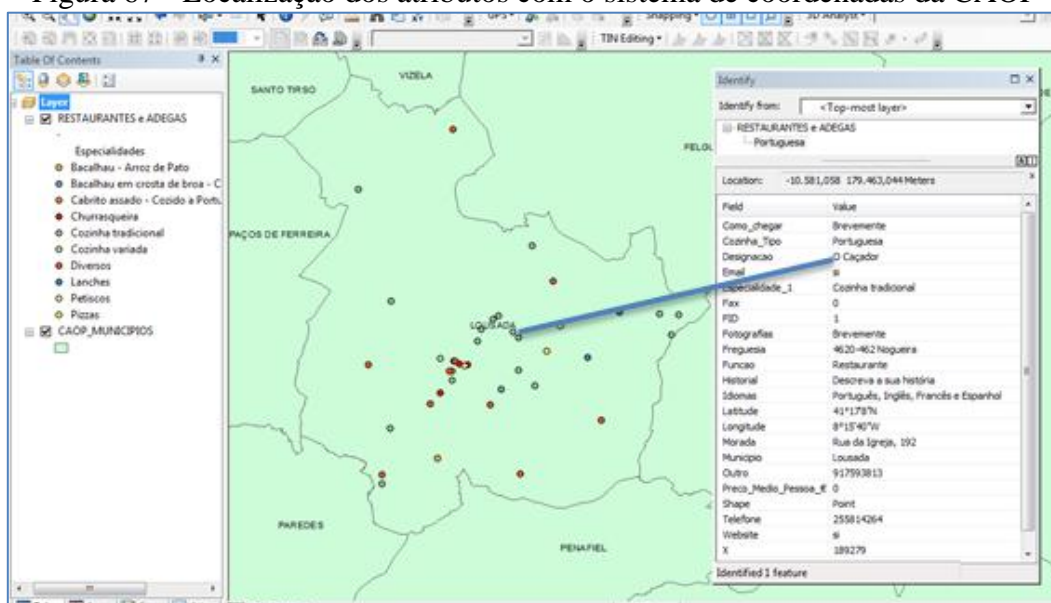 Figura 67 - Localização dos atributos com o sistema de coordenadas da CAOP
Snapping
3D Analyst
TIN Editing
Table Of Contents
Layer
RESTAURANTES e ADEGAS
Especialidades
Bacalhau - Arroz de Pato
Bacalhau em crosta de broa - C
Cabrito assado - Cozido a Portu
Churrasqueira
Cozinha tradicional
Cozinha variada
Diversos
Lanches
Petiscos
Pizzas
CAOP_MUNICIPIOS
SANTO TIRSO
VIZELA
PAÇOS DE FERREIRA
LOUSADA
PAREDES
PENAFIEL
Identify
Identify from: <Top-most layer>
RESTAURANTES e ADEGAS
Portuguesa
Location: -10.581,058 179.463,044 Meters
Field Value
Como_chegar Brevemente
Cozinha_Tipo Portuguesa
Designacao O Caçador
Email si
Especialidade_1 Cozinha tradicional
Fax 0
FID 1
Fotografias Brevemente
Freguesia 4620-462 Nogueira
Funcao Restaurante
Historial Descreva a sua história
Idiomas Português, Inglês, Francês e Espanhol
Latitude 41°17'8"N
Longitude 8°15'40"W
Morada Rua da Igreja, 192
Municipio Lousada
Outro 917593813
Preco_Medio_Pessoa_€ 0
Shape Point
Telefone 255814264
Website si
X 189279
Identified 1 feature